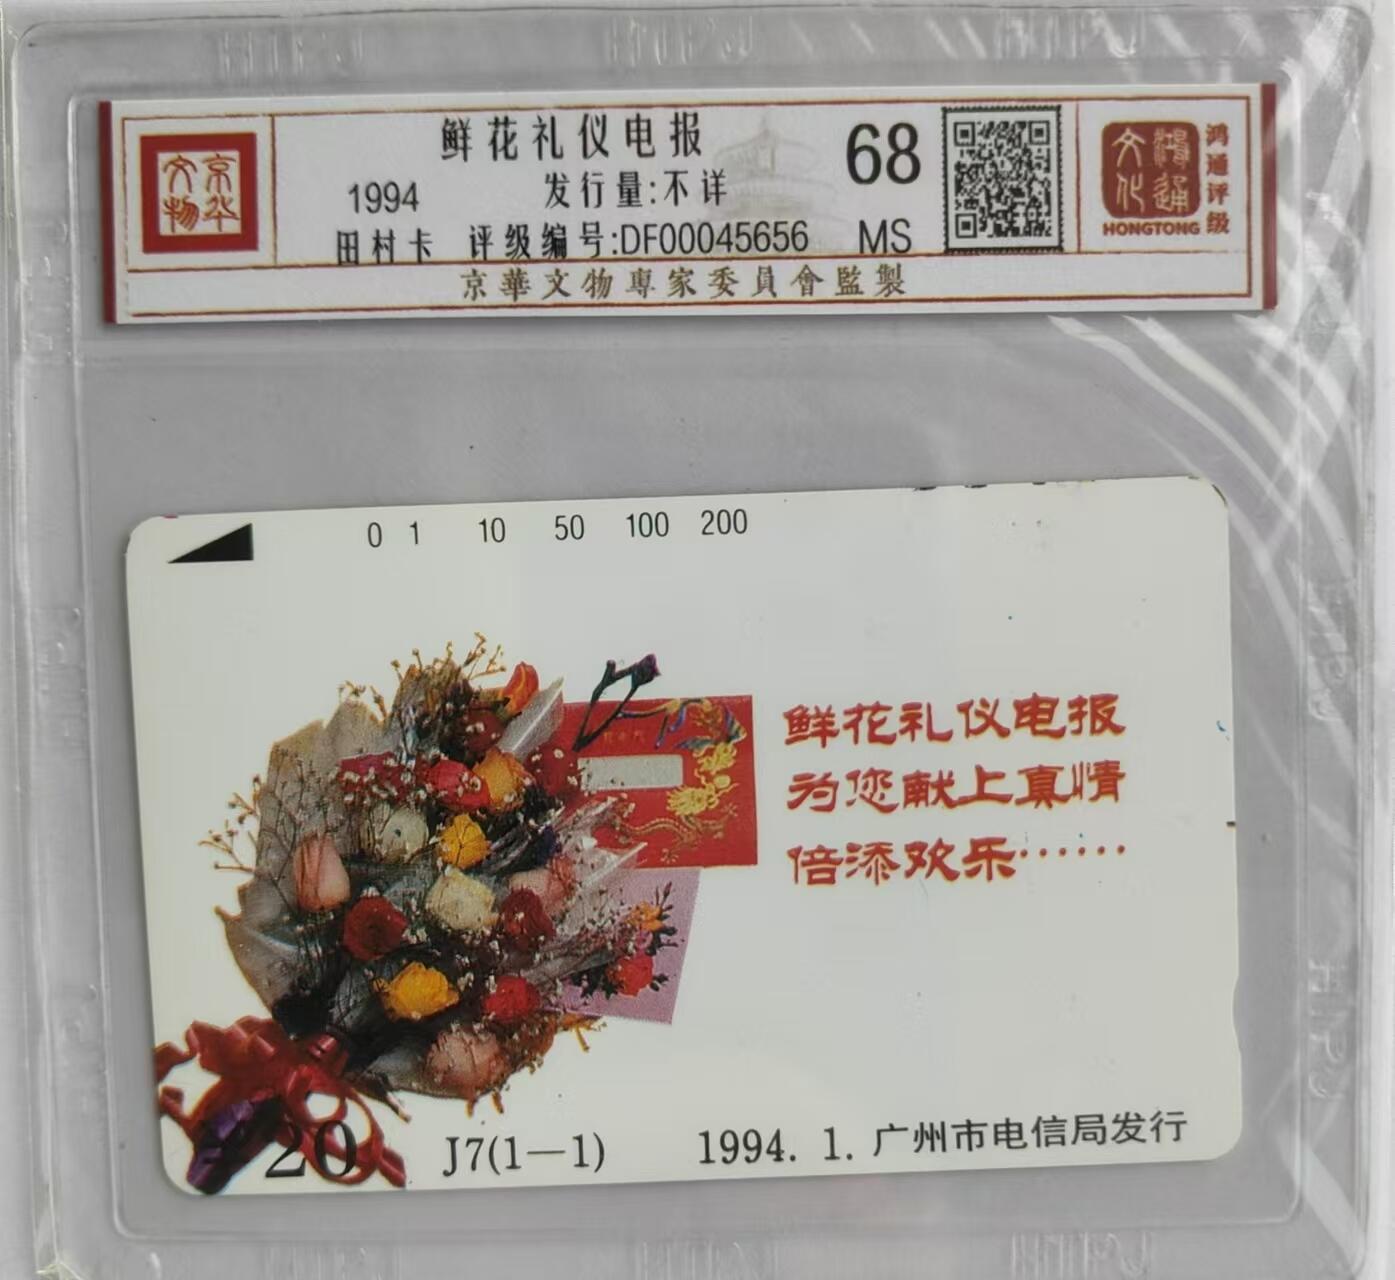 京华文物
鲜花礼仪电报
1994
发行量:不详
田村卡
评级编号:DF00045656
68
MS
鸿通文化
HONGTONG
鸿通评级
京華文物專家委員會監製
0 1 10 50 100 200
鲜花礼仪电报
为您献上真情
倍添欢乐……
20
J7(1—1)
1994. 1. 广州市电信局发行